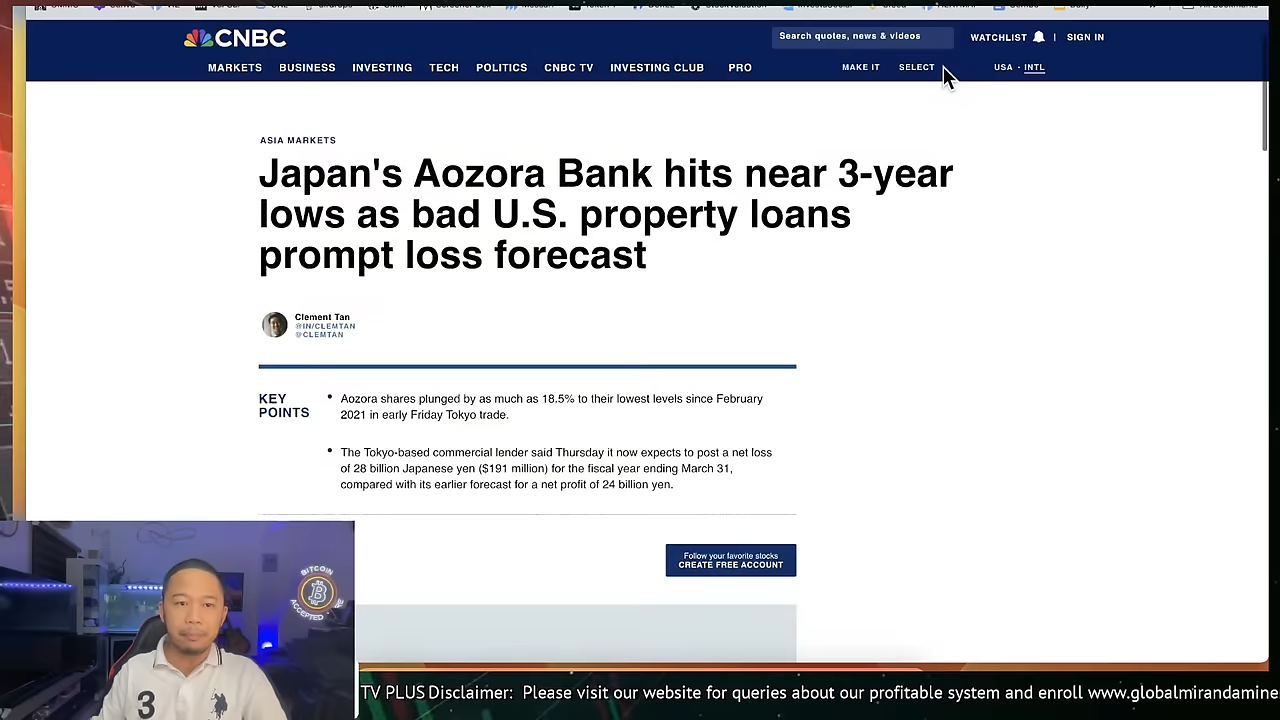 CNBC
Search quotes, news & videos
WATCHLIST | SIGN IN
MARKETS BUSINESS INVESTING TECH POLITICS CNBC TV INVESTING CLUB PRO MAKE IT SELECT USA · INTL
ASIA MARKETS
Japan's Aozora Bank hits near 3-year
lows as bad U.S. property loans
prompt loss forecast
Clement Tan
@IN/CLEMTAN
@CLEMTAN
KEY
POINTS
• Aozora shares plunged by as much as 18.5% to their lowest levels since February
2021 in early Friday Tokyo trade.
• The Tokyo-based commercial lender said Thursday it now expects to post a net loss
of 28 billion Japanese yen ($191 million) for the fiscal year ending March 31,
compared with its earlier forecast for a net profit of 24 billion yen.
Follow your favorite stocks
CREATE FREE ACCOUNT
BITCOIN
B
3
TV PLUS Disclaimer: Please visit our website for queries about our profitable system and enroll www.globalmirandamine